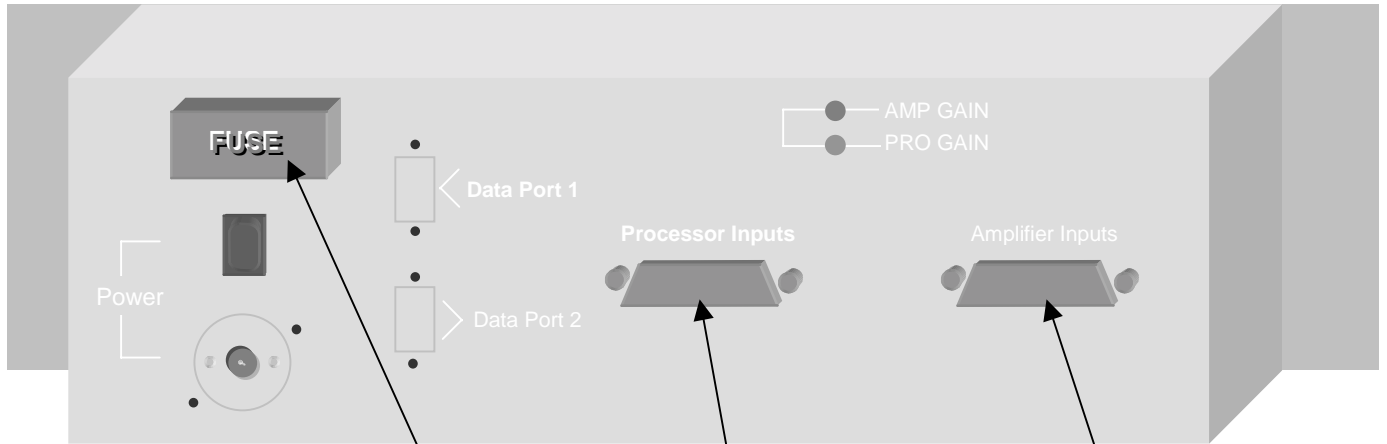 FUSE
AMP GAIN
PRO GAIN
Data Port 1
Processor Inputs
Amplifier Inputs
Power
Data Port 2